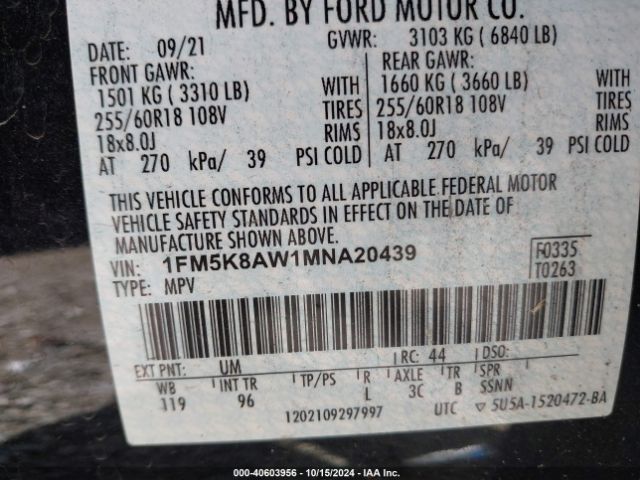 MFD. BY FORD MOTOR CO.
DATE: 09/21 GVWR: 3103 KG ( 6840 LB)
FRONT GAWR: REAR GAWR:
1501 KG ( 3310 LB) WITH 1660 KG ( 3660 LB) WITH
255/60R18 108V TIRES 255/60R18 108V TIRES
18x8.0J RIMS 18x8.0J RIMS
AT 270 kPa/ 39 PSI COLD AT 270 kPa/ 39 PSI COLD
THIS VEHICLE CONFORMS TO ALL APPLICABLE FEDERAL MOTOR
VEHICLE SAFETY STANDARDS IN EFFECT ON THE DATE OF
MANUFACTURE SHOWN ABOVE.
VIN: 1FM5K8AW1MNA20439 F0335
TYPE: MPV T0263
EXT PNT: UM RC: 44 DSO:
WB INT TR TP/PS R AXLE TR SPR
119 96 L 3C B SSNN
1202109297997 UTC ▽ 5U5A-1520472-BA
000-40603956 - 10/15/2024 - IAA Inc.